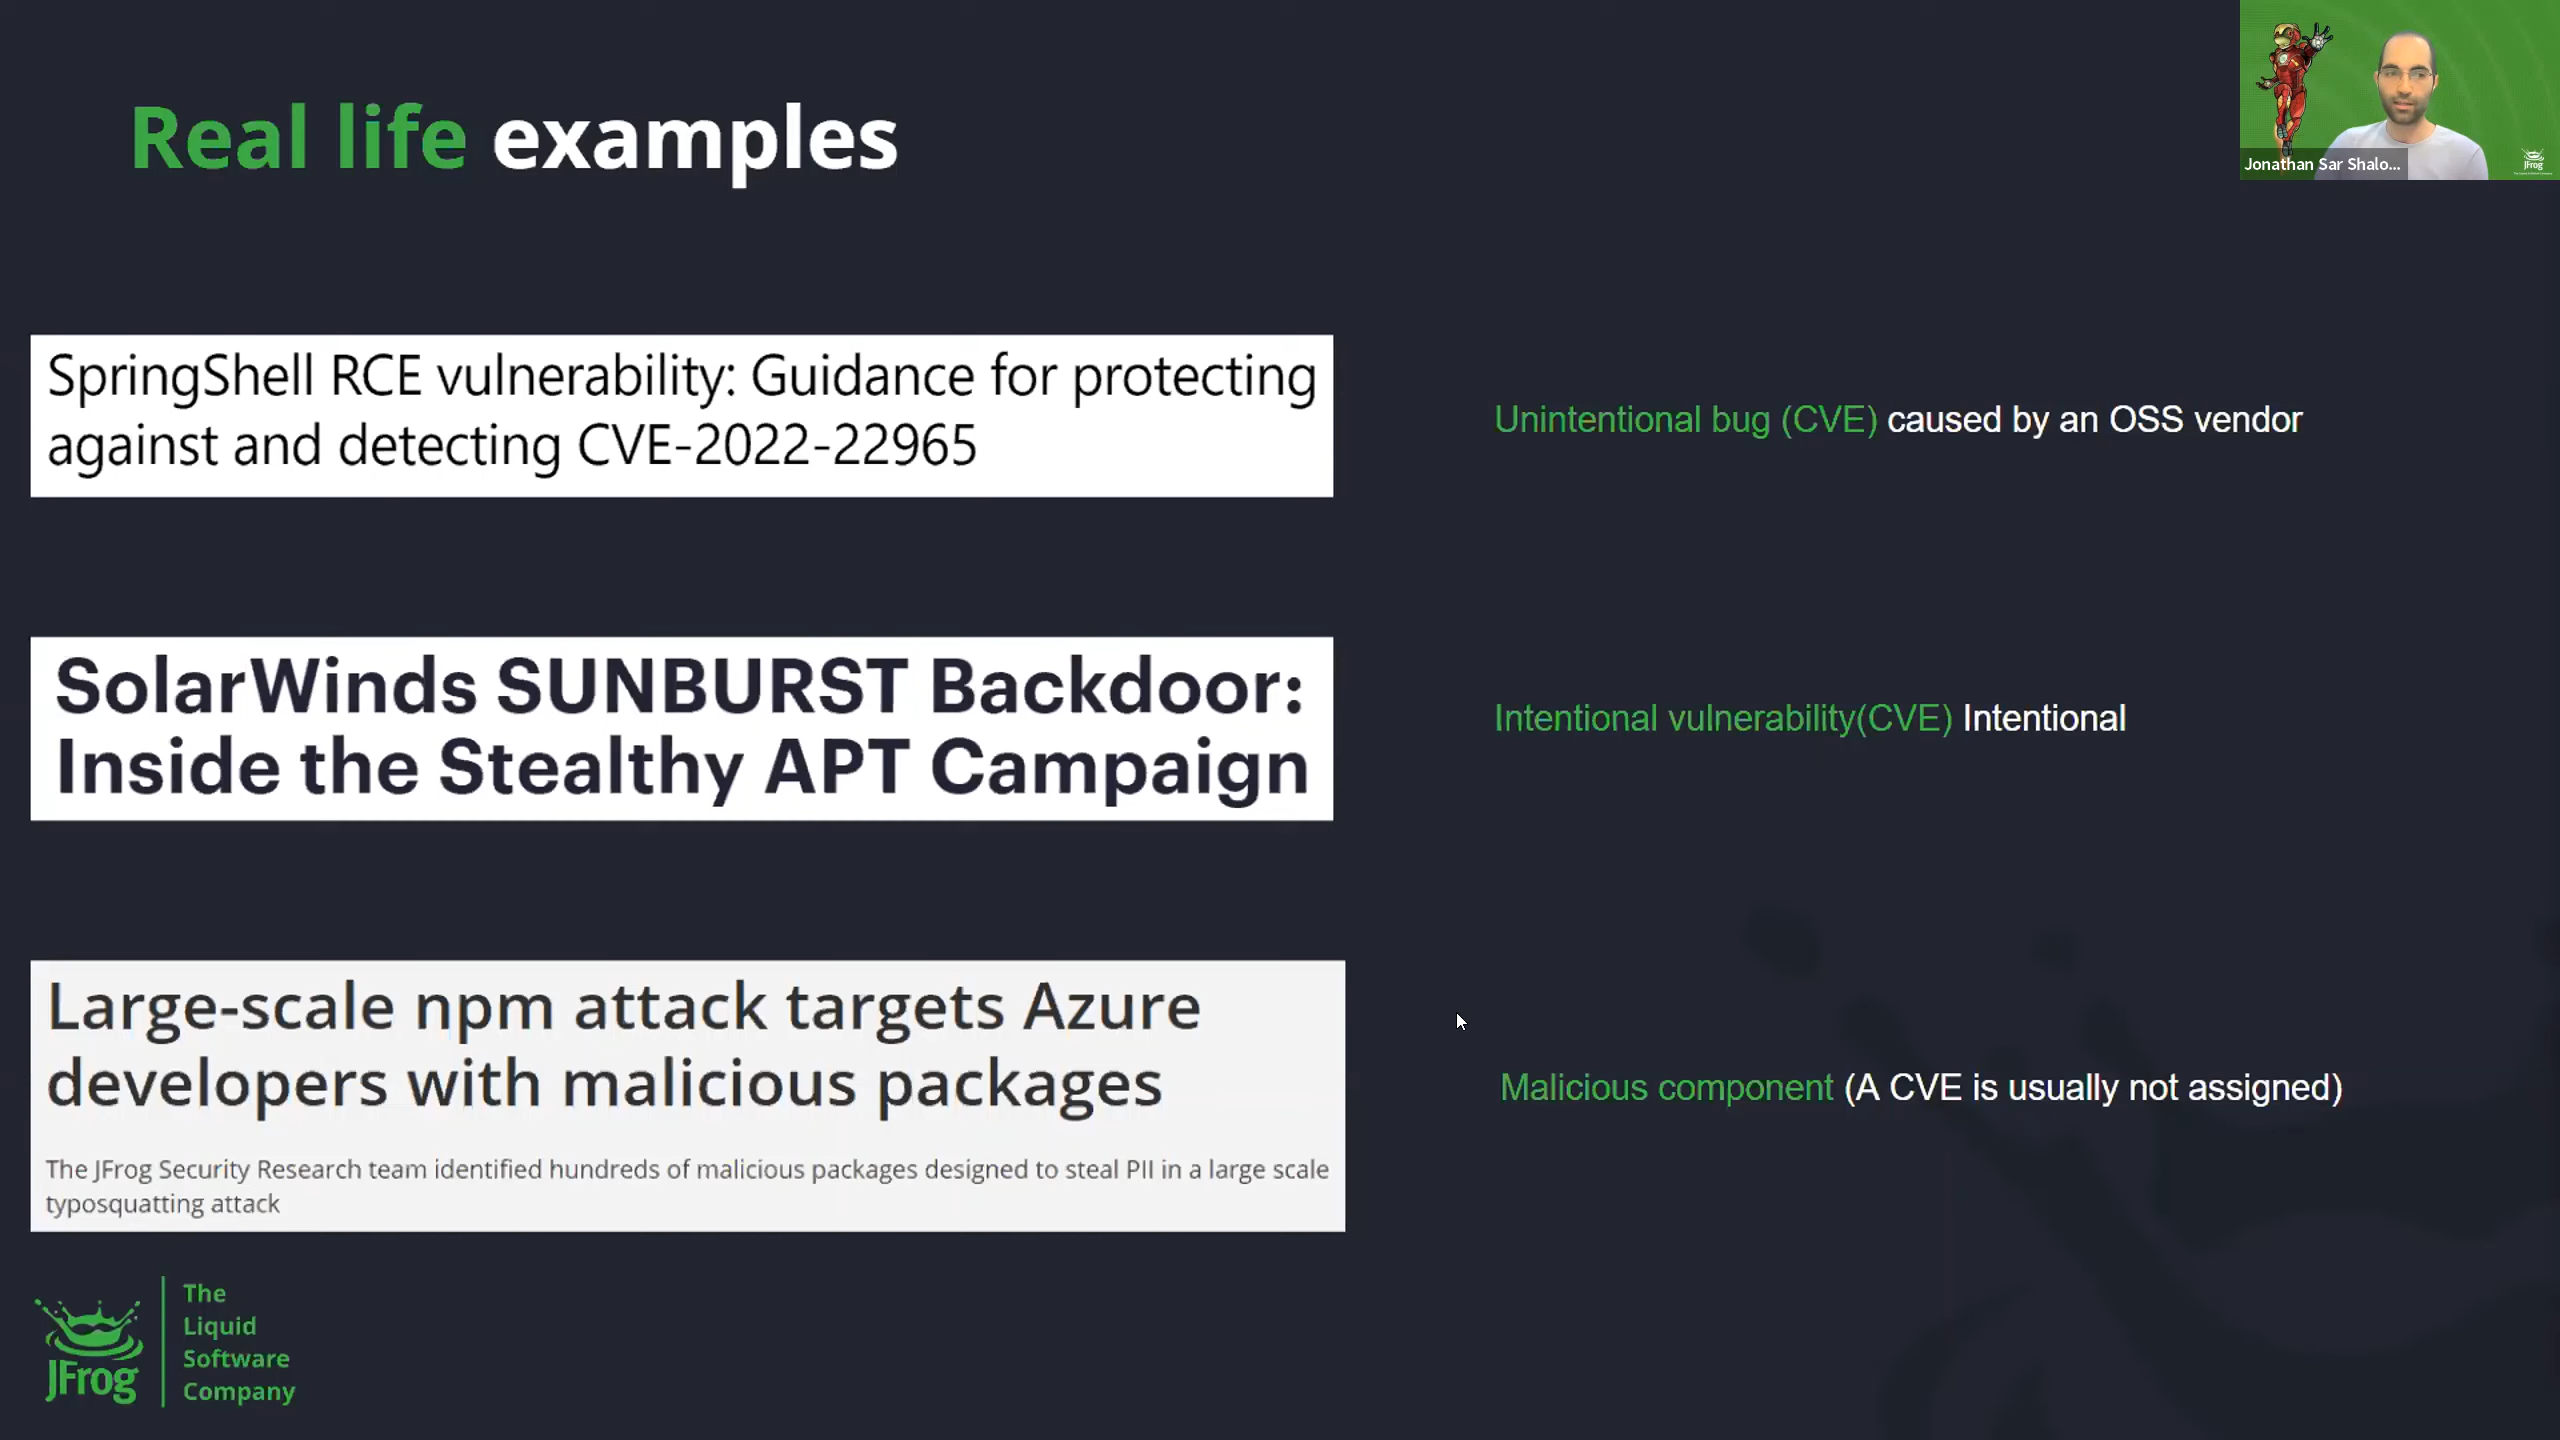 Real life examples
Jonathan Sar Shalo...
JFrog
SpringShell RCE vulnerability: Guidance for protecting
against and detecting CVE-2022-22965
Unintentional bug (CVE) caused by an OSS vendor
SolarWinds SUNBURST Backdoor:
Inside the Stealthy APT Campaign
Intentional vulnerability(CVE) Intentional
Large-scale npm attack targets Azure
developers with malicious packages
The JFrog Security Research team identified hundreds of malicious packages designed to steal PII in a large scale
typosquatting attack
Malicious component (A CVE is usually not assigned)
JFrog
The
Liquid
Software
Company